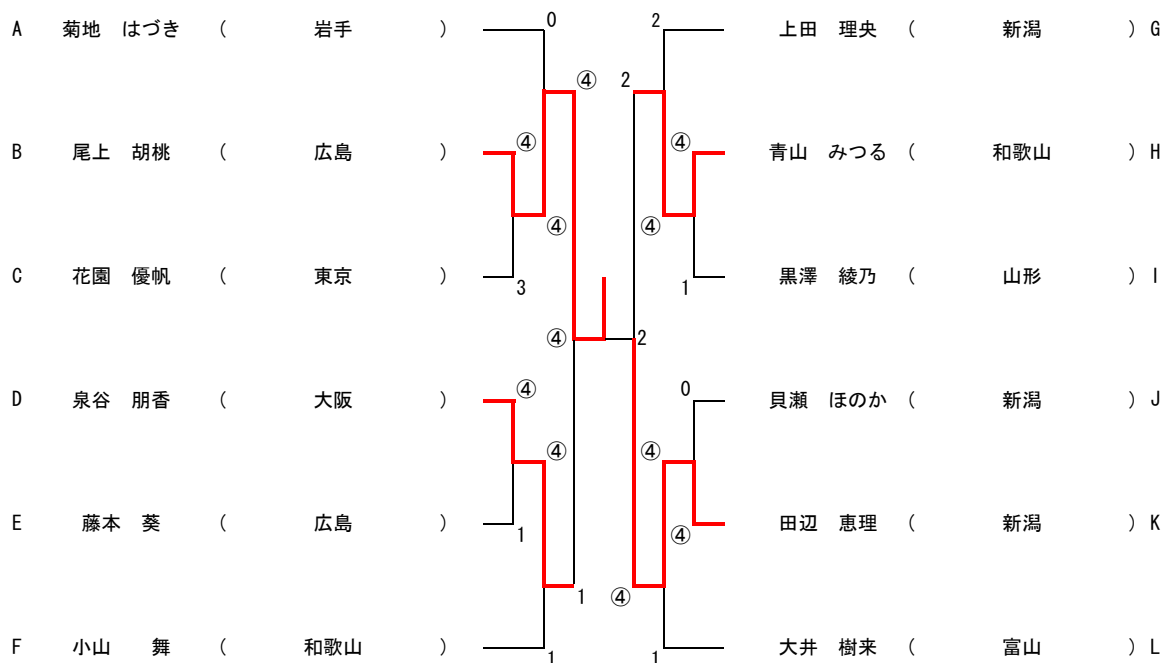 0 2
A 菊地 はづき ( 岩手 ) 上田 理央 ( 新潟 ) G
④ 2
B 尾上 胡桃 ( 広島 ) ④ ④ 青山 みつる ( 和歌山 ) H
④ ④
C 花園 優帆 ( 東京 ) 3 1 黒澤 綾乃 ( 山形 ) I
④ 2
D 泉谷 朋香 ( 大阪 ) ④ 0 貝瀬 ほのか ( 新潟 ) J
④ ④
E 藤本 葵 ( 広島 ) 1 ④ 田辺 恵理 ( 新潟 ) K
1 ④
F 小山 舞 ( 和歌山 ) 1 1 大井 樹来 ( 富山 ) L